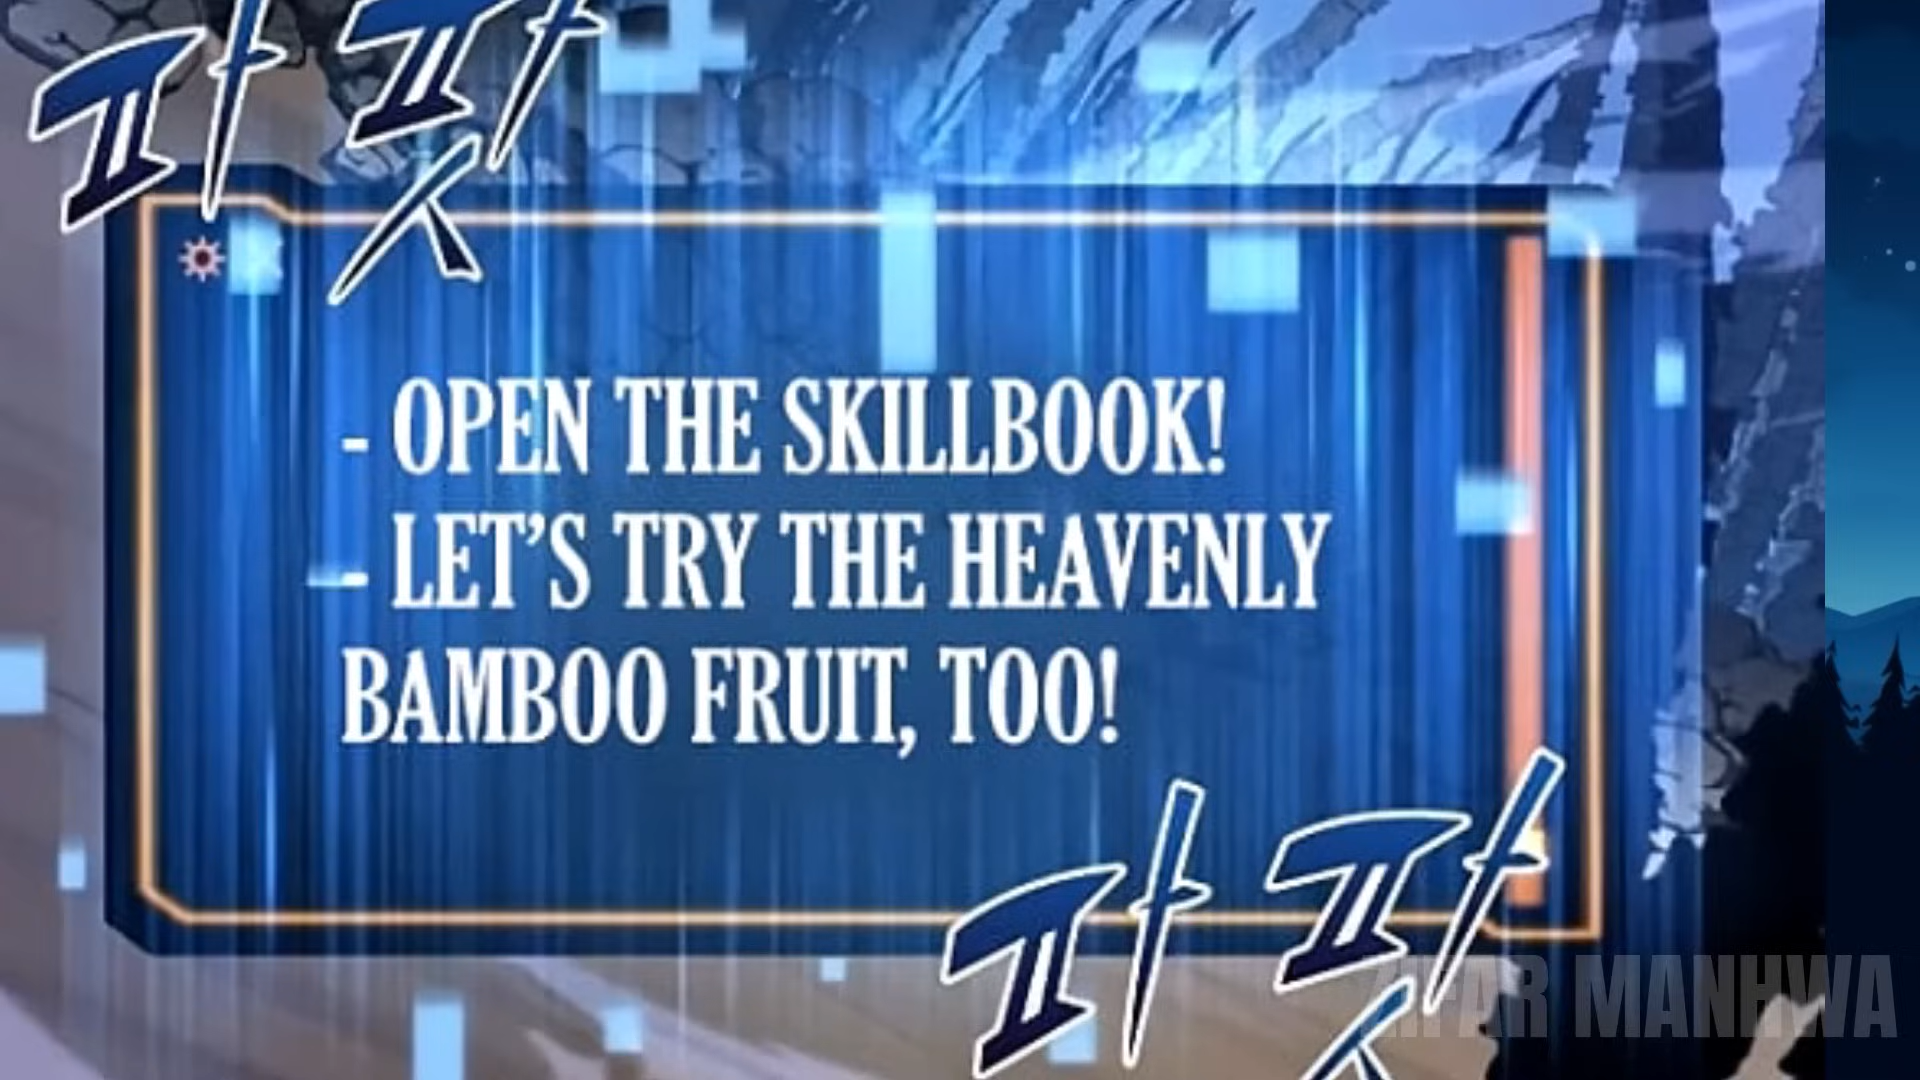 파팟
- OPEN THE SKILLBOOK!
- LET'S TRY THE HEAVENLY
BAMBOO FRUIT, TOO!
파팟
MANHWA